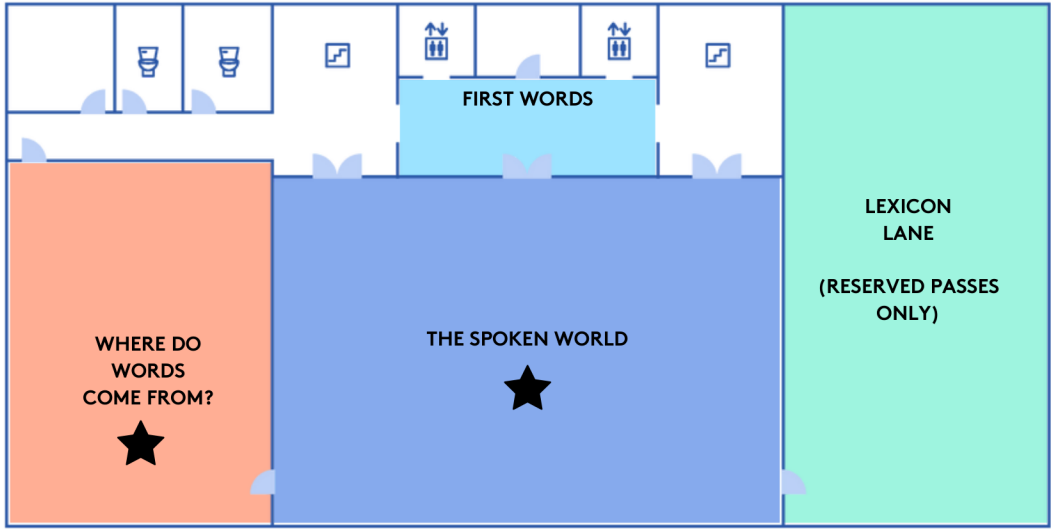 FIRST WORDS
LEXICON
LANE
(RESERVED PASSES
ONLY)
THE SPOKEN WORLD
WHERE DO
WORDS
COME FROM?